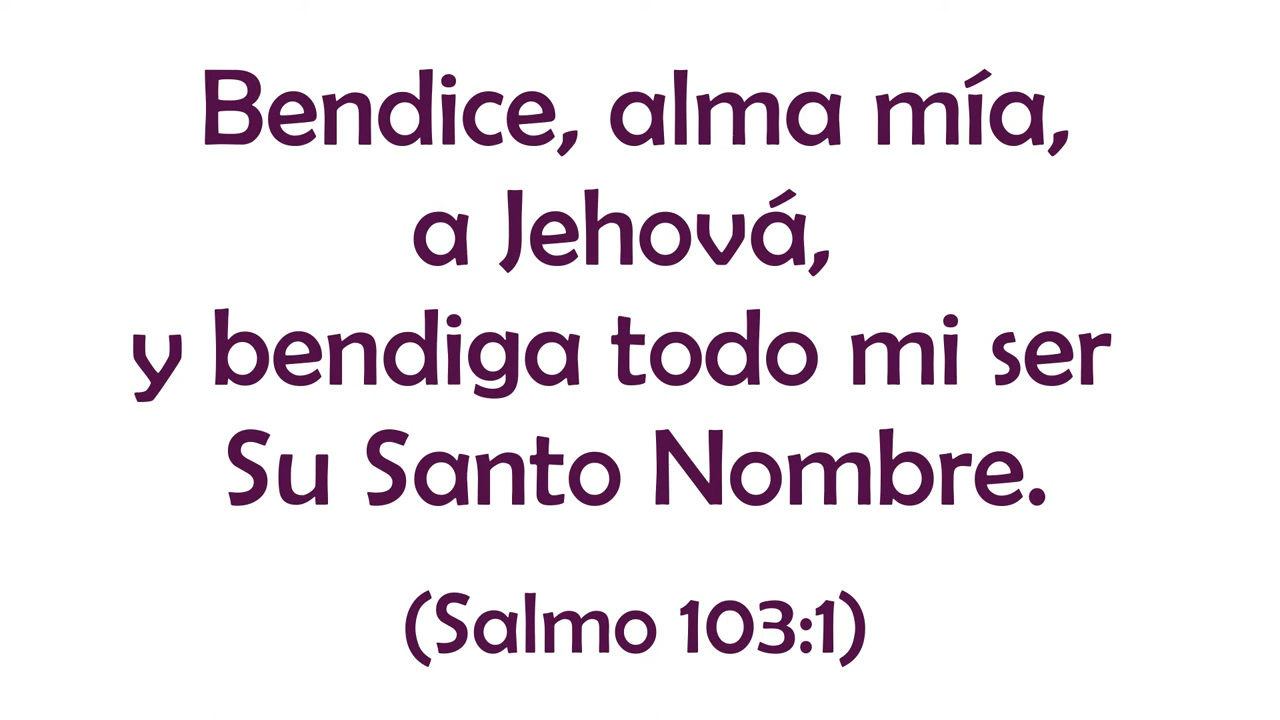 Bendice, alma mía,
a Jehová,
y bendiga todo mi ser
Su Santo Nombre.
(Salmo 103:1)